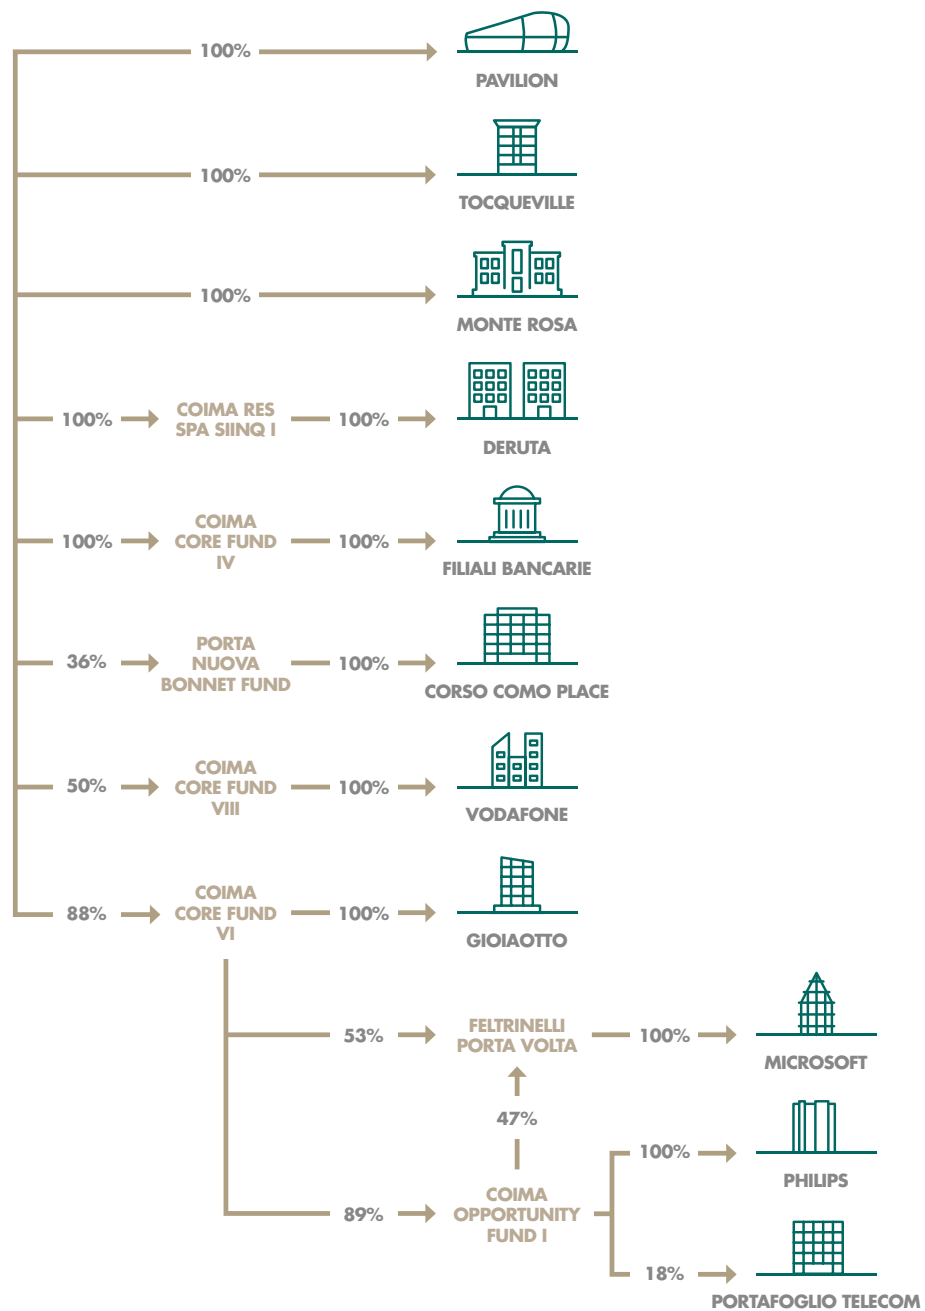 100%
PAVILION
100%
TOCQUEVILLE
100%
MONTE ROSA
100%
COIMA RES
SPA SIINQ I
100%
DERUTA
100%
COIMA
CORE FUND
IV
100%
FILIALI BANCARIE
36%
PORTA
NUOVA
BONNET FUND
100%
CORSO COMO PLACE
50%
COIMA
CORE FUND
VIII
100%
VODAFONE
88%
COIMA
CORE FUND
VI
100%
GIOIAOTTO
53%
FELTRINELLI
PORTA VOLTA
100%
MICROSOFT
47%
100%
PHILIPS
89%
COIMA
OPPORTUNITY
FUND I
18%
PORTAFOGLIO TELECOM